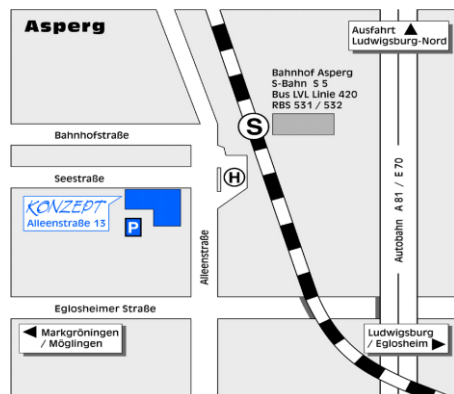 Asperg
Ausfahrt
Ludwigsburg-Nord
Bahnhof Asperg
S-Bahn S 5
Bus LVL Linie 420
RBS 531 / 532
S
Bahnhofstraße
H
Seestraße
KONZEPT
Alleenstraße 13
P
Alleenstraße
Autobahn A 81 / E 70
Eglosheimer Straße
Markgröningen
/ Möglingen
Ludwigsburg
/ Eglosheim